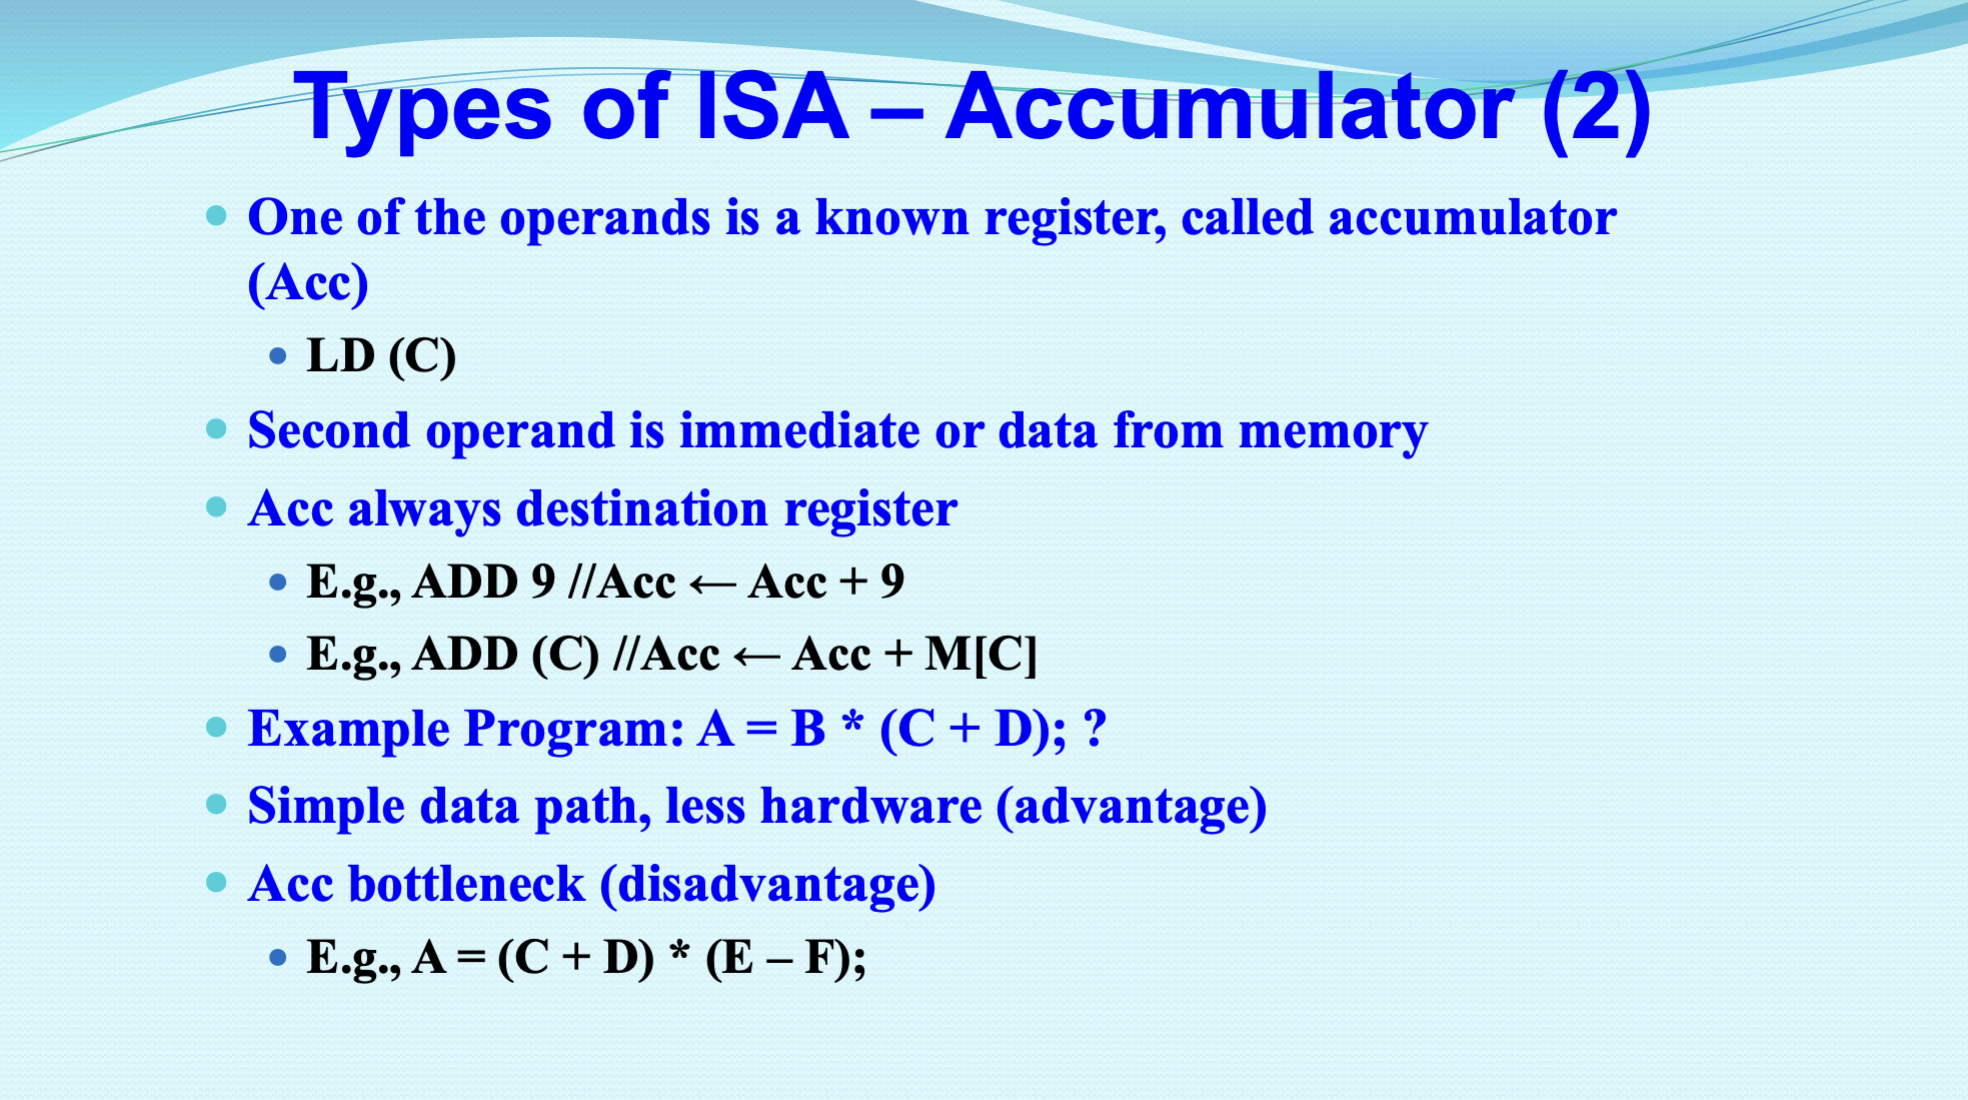 Types of ISA – Accumulator (2)
• One of the operands is a known register, called accumulator
(Acc)
• LD (C)
• Second operand is immediate or data from memory
• Acc always destination register
• E.g., ADD 9 //Acc ← Acc + 9
• E.g., ADD (C) //Acc ← Acc + M[C]
• Example Program: A = B * (C + D); ?
• Simple data path, less hardware (advantage)
• Acc bottleneck (disadvantage)
• E.g., A = (C + D) * (E – F);